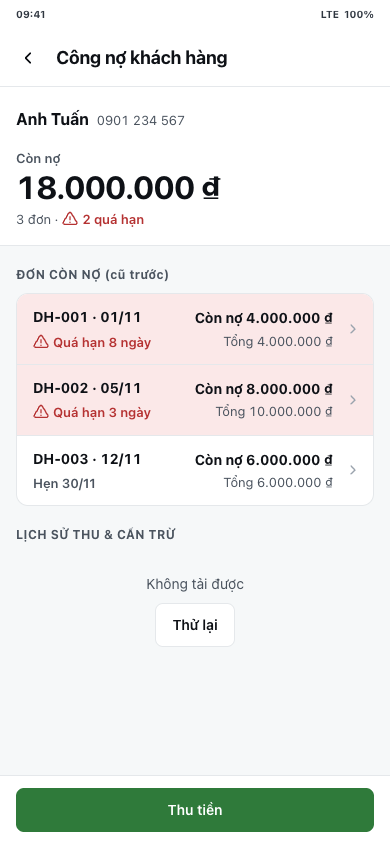 09:41 LTE 100%
Công nợ khách hàng
Anh Tuấn 0901 234 567
Còn nợ
18.000.000 ₫
3 đơn · 2 quá hạn
ĐƠN CÒN NỢ (cũ trước)
DH-001 · 01/11 Còn nợ 4.000.000 ₫
Quá hạn 8 ngày Tổng 4.000.000 ₫
DH-002 · 05/11 Còn nợ 8.000.000 ₫
Quá hạn 3 ngày Tổng 10.000.000 ₫
DH-003 · 12/11 Còn nợ 6.000.000 ₫
Hẹn 30/11 Tổng 6.000.000 ₫
LỊCH SỬ THU & CẤN TRỪ
Không tải được
Thử lại
Thu tiền